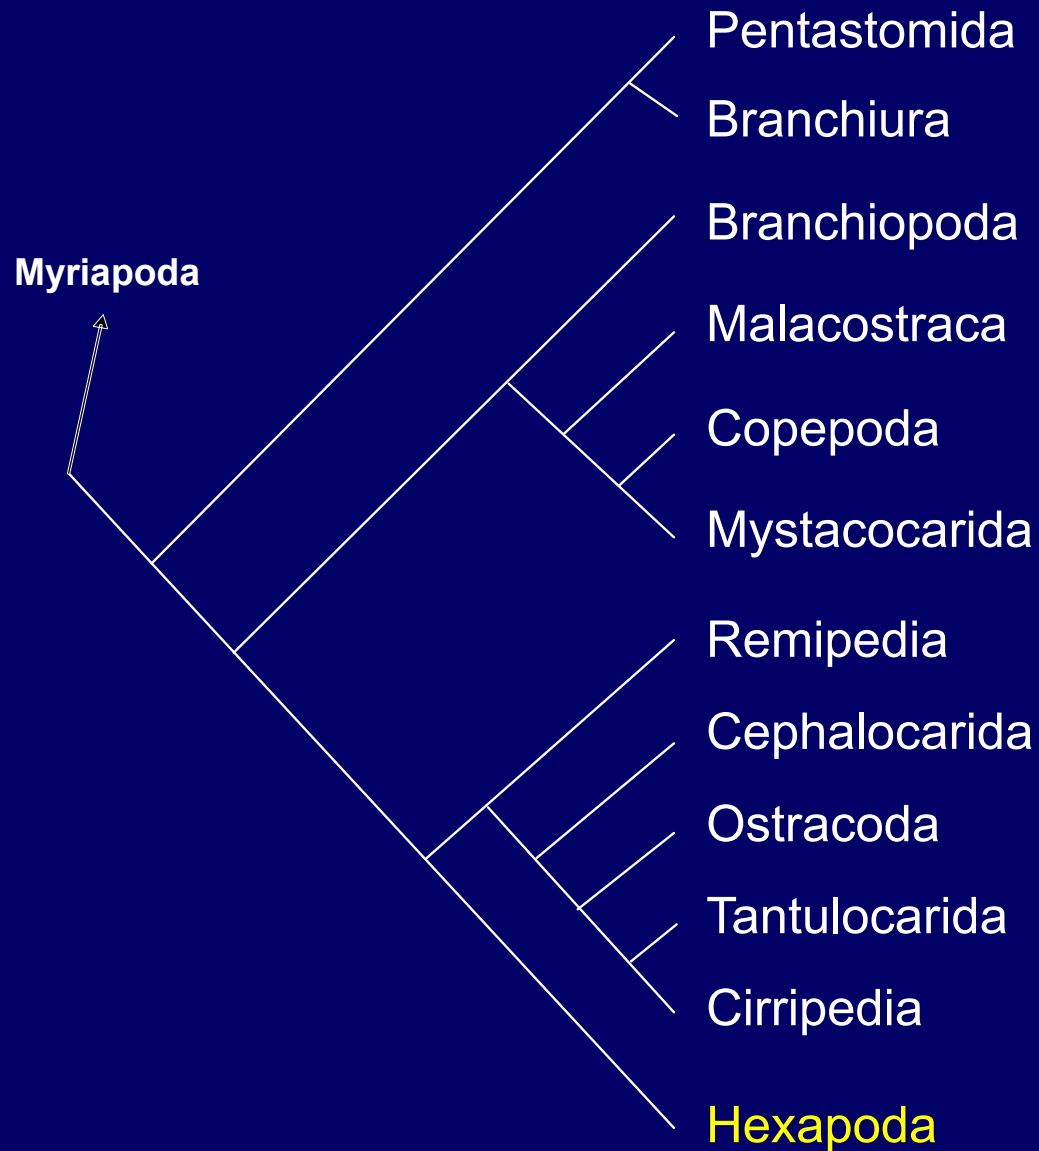 Pentastomida
Branchiura
Branchiopoda
Myriapoda
Malacostraca
Copepoda
Mystacocarida
Remipedia
Cephalocarida
Ostracoda
Tantulocarida
Cirripedia
Hexapoda